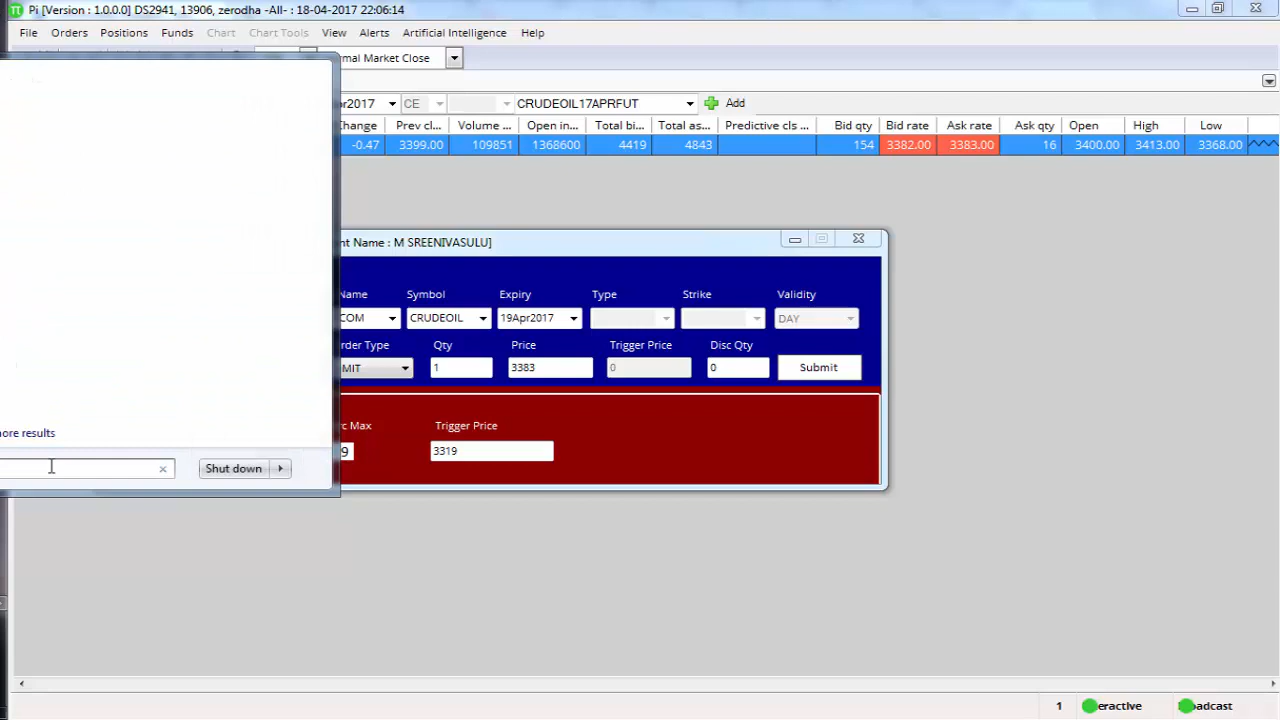 Pi [Version : 1.0.0.0] DS2941, 13906, zerodha -All- : 18-04-2017 22:06:14
File Orders Positions Funds Chart Chart Tools View Alerts Artificial Intelligence Help
rmal Market Close
pr2017 CE CRUDEOIL17APRFUT Add
Change Prev cl... Volume ... Open in... Total bi... Total as... Predictive cls ... Bid qty Bid rate Ask rate Ask qty Open High Low
-0.47 3399.00 109851 1368600 4419 4843 154 3382.00 3383.00 16 3400.00 3413.00 3368.00
nt Name : M SREENIVASULU]
Name Symbol Expiry Type Strike Validity
COM CRUDEOIL 19Apr2017 DAY
rder Type Qty Price Trigger Price Disc Qty
MIT 1 3383 0 0 Submit
rc Max Trigger Price
9 3319
ore results
Shut down
1 eractive adcast